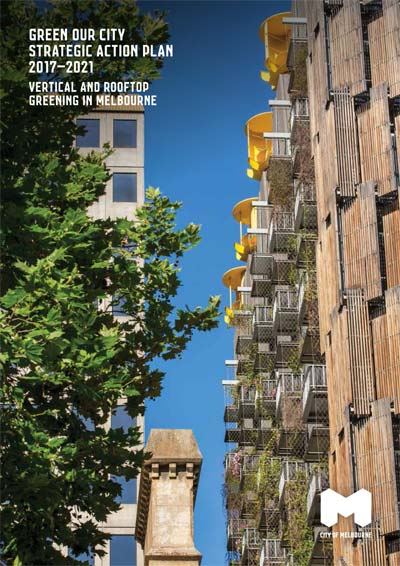 GREEN OUR CITY
STRATEGIC ACTION PLAN
2017–2021
VERTICAL AND ROOFTOP
GREENING IN MELBOURNE
CITY OF MELBOURNE